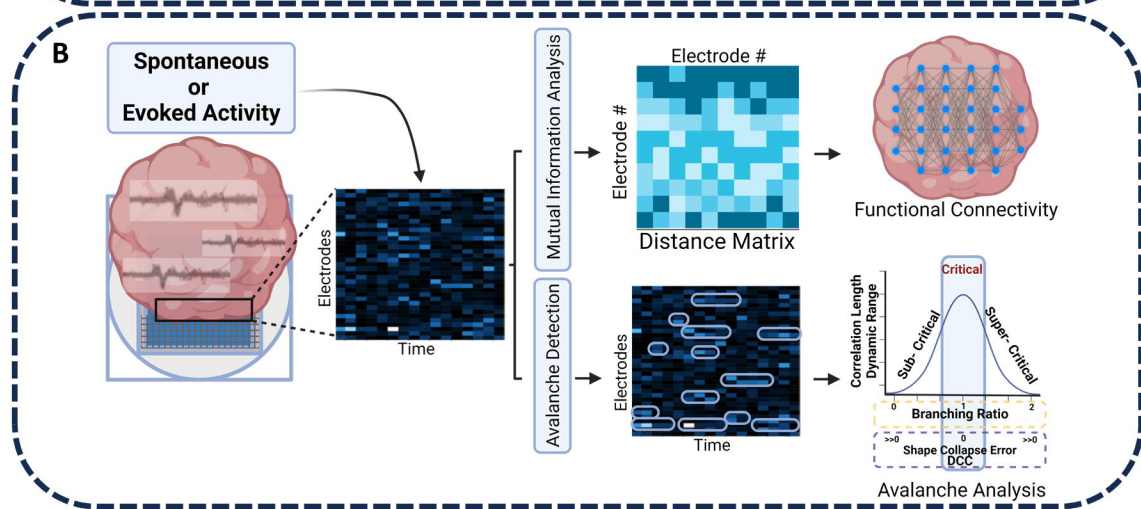 B
Spontaneous
or
Evoked Activity
Electrodes
Time
Mutual Information Analysis
Electrode #
Electrode #
Distance Matrix
Functional Connectivity
Avalanche Detection
Electrodes
Time
Critical
Correlation Length
Dynamic Range
Sub- Critical
Super- Critical
0 1 2
Branching Ratio
>>0 0 >>0
Shape Collapse Error
DCC
Avalanche Analysis